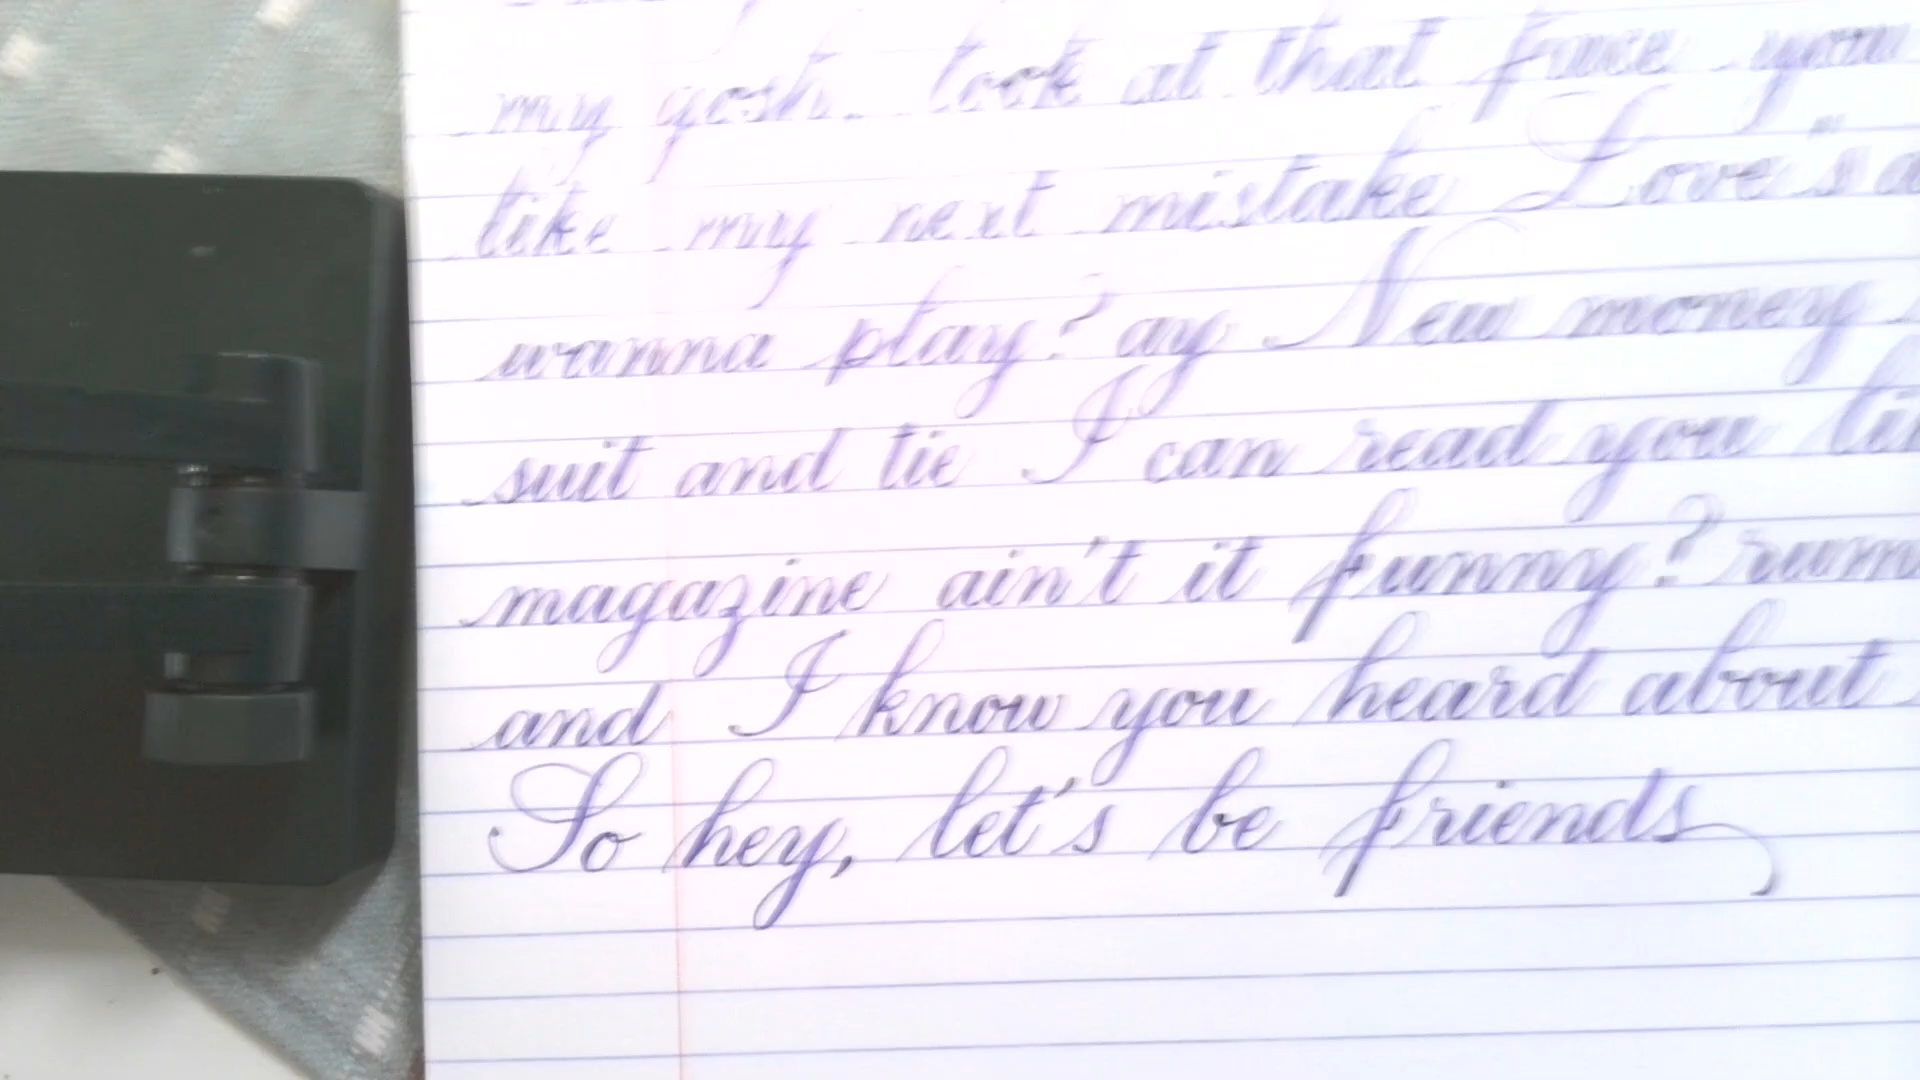 my gosh, look at that face you
like my next mistake Love's a
wanna play? ay New money
suit and tie I can read you
magazine ain't it funny?
and I know you heard about
So hey, let's be friends